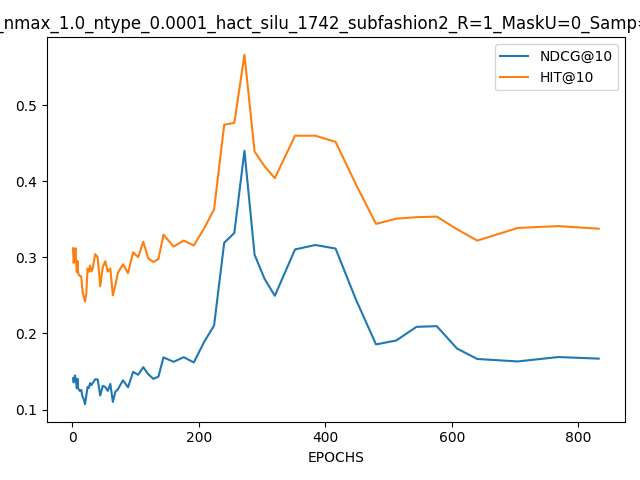 _nmax_1.0_ntype_0.0001_hact_silu_1742_subfashion2_R=1_MaskU=0_Samp=
NDCG@10
HIT@10
0.5
0.4
0.3
0.2
0.1
0 200 400 600 800
EPOCHS